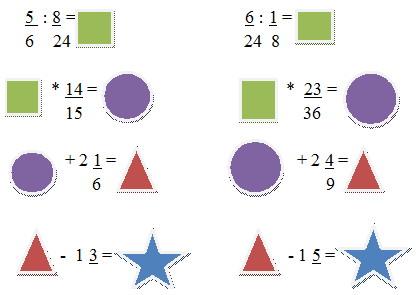 5 : 8 =
6 24
* 14 =
15
+ 2 1 =
6
- 1 3 =
6 : 1 =
24 8
* 23 =
36
+ 2 4 =
9
- 1 5 =